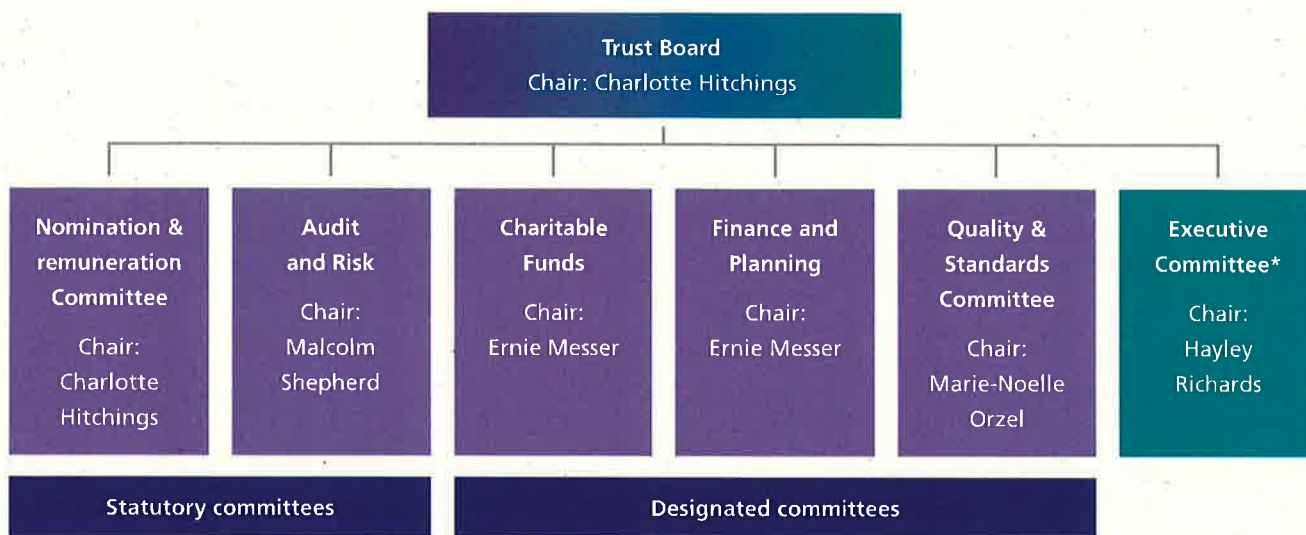 Trust Board
Chair: Charlotte Hitchings
Nomination &
remuneration
Committee
Chair:
Charlotte
Hitchings
Audit
and Risk
Chair:
Malcolm
Shepherd
Charitable
Funds
Chair:
Ernie Messer
Finance and
Planning
Chair:
Ernie Messer
Quality &
Standards
Committee
Chair:
Marie-Noelle
Orzel
Executive
Committee*
Chair:
Hayley
Richards
Statutory committees
Designated committees